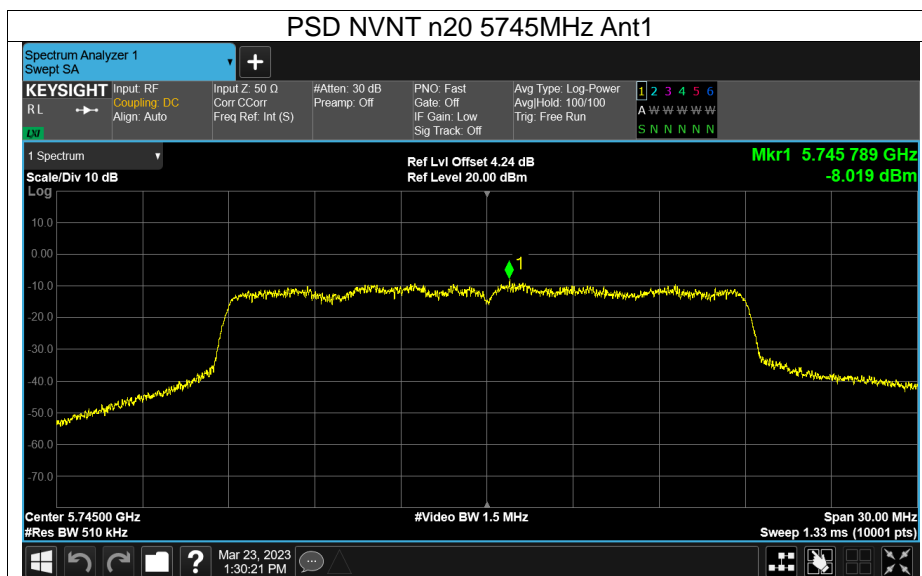 PSD NVNT n20 5745MHz Ant1
Spectrum Analyzer 1
Swept SA
KEYSIGHT Input: RF Input Z: 50 Ω #Atten: 30 dB PNO: Fast Avg Type: Log-Power 1 2 3 4 5 6
RL Coupling: DC Corr CCorr Preamp: Off Gate: Off Avg|Hold: 100/100 A W W W W W
Align: Auto Freq Ref: Int (S) IF Gain: Low Trig: Free Run
LXI Sig Track: Off S N N N N N
1 Spectrum Ref Lvl Offset 4.24 dB Mkr1 5.745 789 GHz
Scale/Div 10 dB Ref Level 20.00 dBm -8.019 dBm
Log
10.0
0.00
1
-10.0
-20.0
-30.0
-40.0
-50.0
-60.0
-70.0
Center 5.74500 GHz #Video BW 1.5 MHz Span 30.00 MHz
#Res BW 510 kHz Sweep 1.33 ms (10001 pts)
? Mar 23, 2023
1:30:21 PM